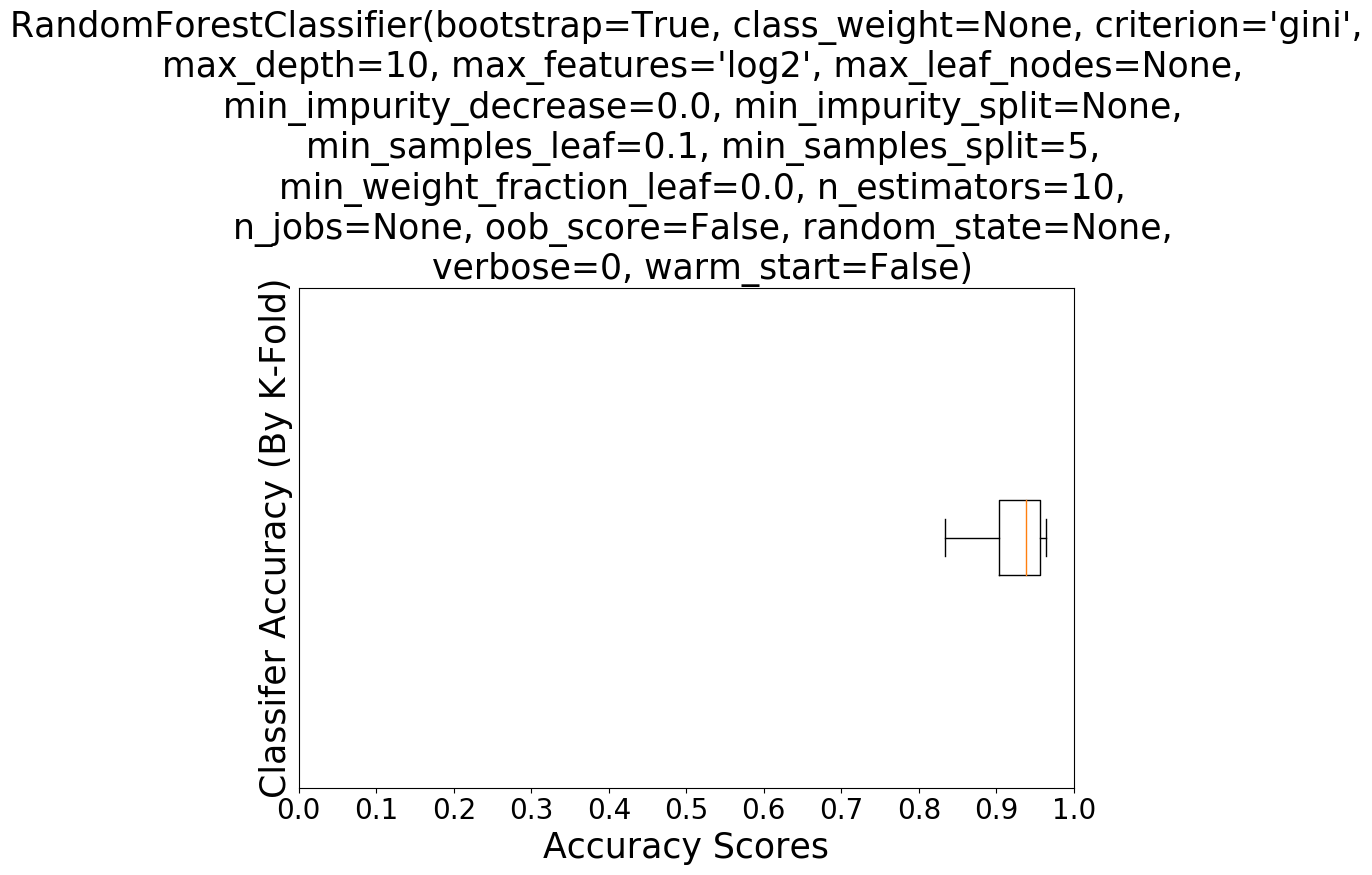 RandomForestClassifier(bootstrap=True, class_weight=None, criterion='gini',
max_depth=10, max_features='log2', max_leaf_nodes=None,
min_impurity_decrease=0.0, min_impurity_split=None,
min_samples_leaf=0.1, min_samples_split=5,
min_weight_fraction_leaf=0.0, n_estimators=10,
n_jobs=None, oob_score=False, random_state=None,
verbose=0, warm_start=False)
Classifer Accuracy (By K-Fold)
0.0 0.1 0.2 0.3 0.4 0.5 0.6 0.7 0.8 0.9 1.0
Accuracy Scores